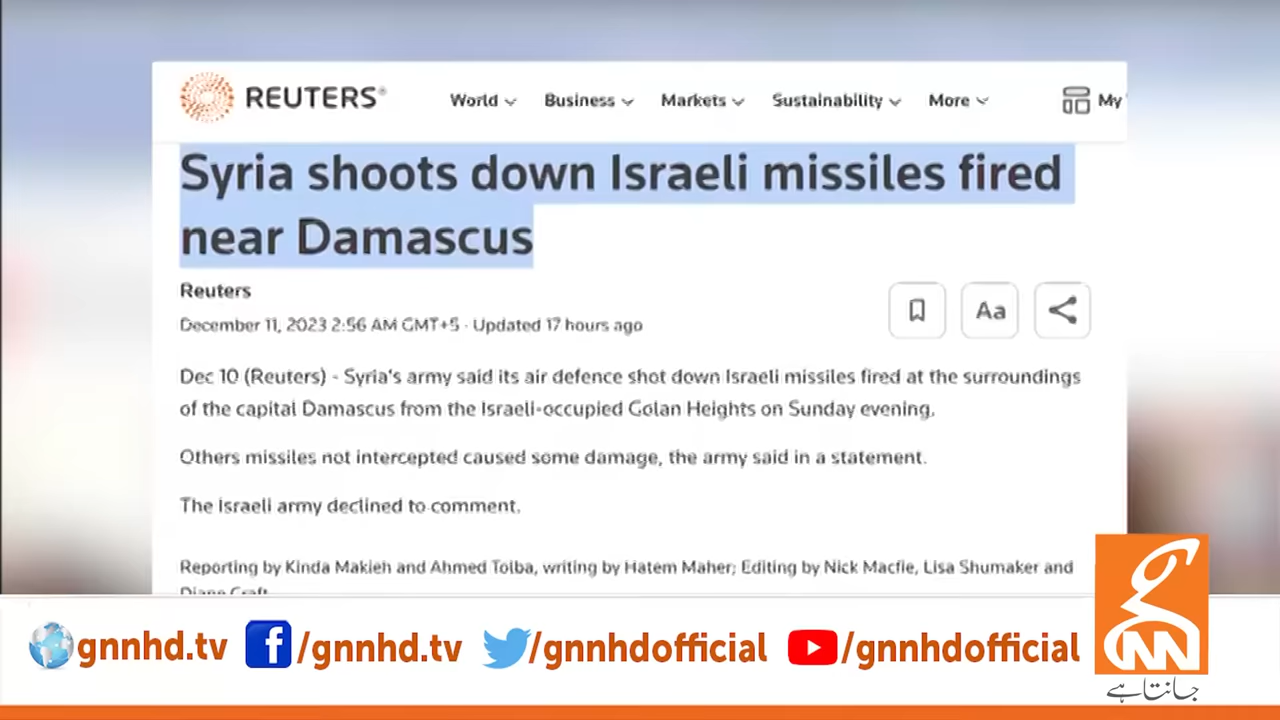 REUTERS®
World Business Markets Sustainability More My
Syria shoots down Israeli missiles fired
near Damascus
Reuters
December 11, 2023 2:56 AM GMT+5 · Updated 17 hours ago
Aa
Dec 10 (Reuters) - Syria's army said its air defence shot down Israeli missiles fired at the surroundings
of the capital Damascus from the Israeli-occupied Golan Heights on Sunday evening.
Others missiles not intercepted caused some damage, the army said in a statement.
The Israeli army declined to comment.
Reporting by Kinda Makieh and Ahmed Tolba, writing by Hatem Maher; Editing by Nick Macfie, Lisa Shumaker and
Diane Craft
gnnhd.tv f/gnnhd.tv /gnnhdofficial /gnnhdofficial
GNN
جانتا ہے